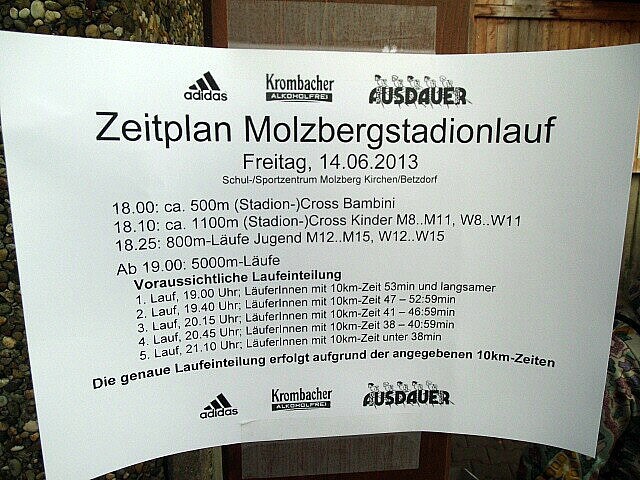 adidas Krombacher ALKOHOLFREI AUSDAUER
Zeitplan Molzbergstadionlauf
Freitag, 14.06.2013
Schul-/Sportzentrum Molzberg Kirchen/Betzdorf
18.00: ca. 500m (Stadion-)Cross Bambini
18.10: ca. 1100m (Stadion-)Cross Kinder M8..M11, W8..W11
18.25: 800m-Läufe Jugend M12..M15, W12..W15
Ab 19.00: 5000m-Läufe
Voraussichtliche Laufeinteilung
1. Lauf, 19.00 Uhr; LäuferInnen mit 10km-Zeit 53min und langsamer
2. Lauf, 19.40 Uhr; LäuferInnen mit 10km-Zeit 47 – 52:59min
3. Lauf, 20.15 Uhr; LäuferInnen mit 10km-Zeit 41 – 46:59min
4. Lauf, 20.45 Uhr; LäuferInnen mit 10km-Zeit 38 – 40:59min
5. Lauf, 21.10 Uhr; LäuferInnen mit 10km-Zeit unter 38min
Die genaue Laufeinteilung erfolgt aufgrund der angegebenen 10km-Zeiten
adidas Krombacher ALKOHOLFREI AUSDAUER